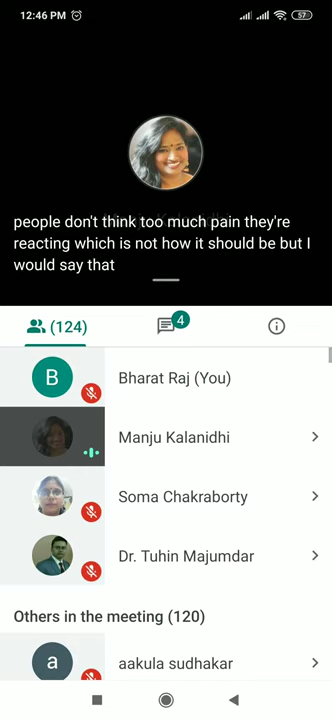 12:46 PM
57
Manju Kalanidhi
people don't think too much pain they're
reacting which is not how it should be but I
would say that
(124)
4
B
Bharat Raj (You)
Manju Kalanidhi
Soma Chakraborty
Dr. Tuhin Majumdar
Others in the meeting (120)
a
aakula sudhakar